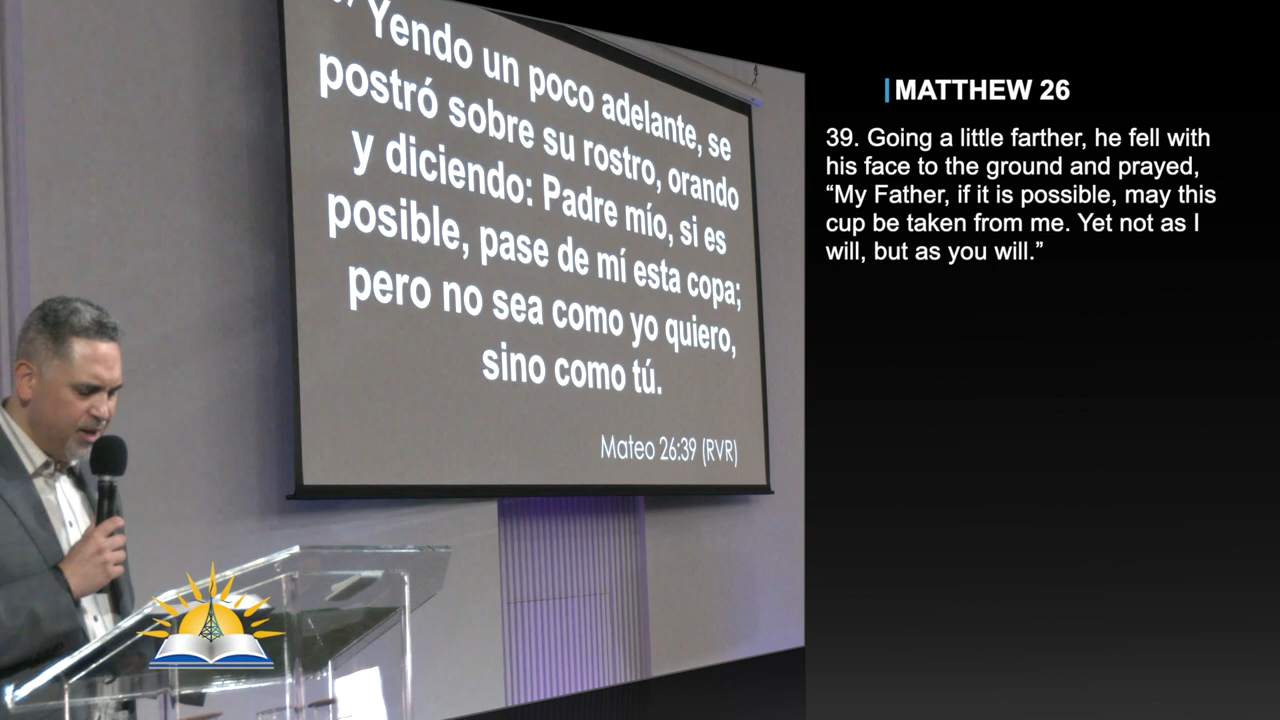 Yendo un poco adelante, se
postró sobre su rostro, orando
y diciendo: Padre mío, si es
posible, pase de mí esta copa;
pero no sea como yo quiero,
sino como tú.
Mateo 26:39 (RVR)
MATTHEW 26
39. Going a little farther, he fell with
his face to the ground and prayed,
“My Father, if it is possible, may this
cup be taken from me. Yet not as I
will, but as you will.”